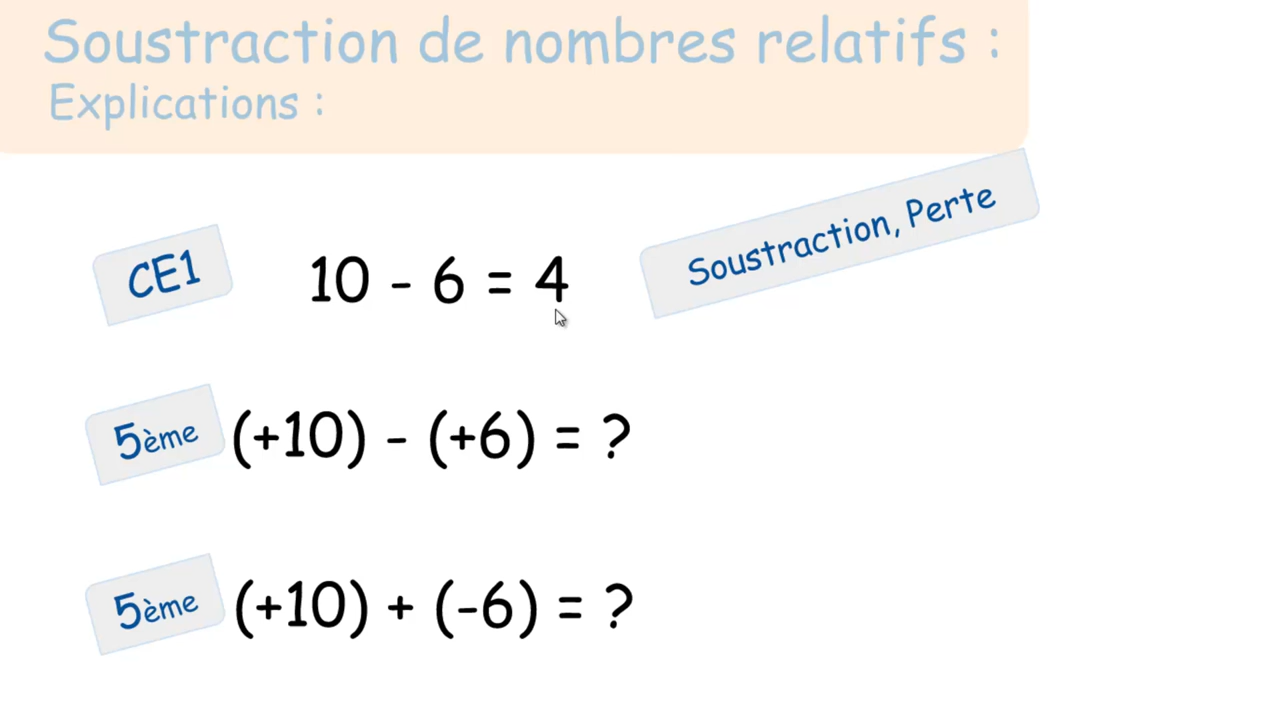 Soustraction de nombres relatifs :
Explications :
Soustraction, Perte
CE1
10 - 6 = 4
5ème
(+10) - (+6) = ?
5ème
(+10) + (-6) = ?